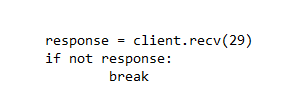 response = client.recv(29)
if not response:
        break